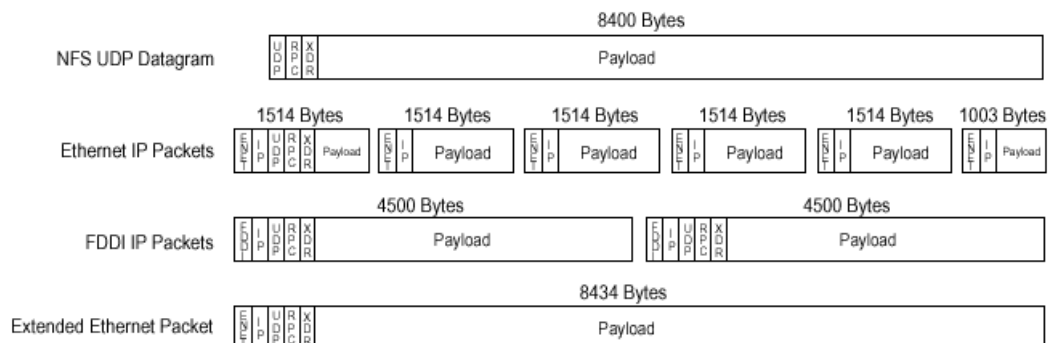 8400 Bytes
NFS UDP Datagram UDP RPC XDR Payload
1514 Bytes 1514 Bytes 1514 Bytes 1514 Bytes 1514 Bytes 1003 Bytes
Ethernet IP Packets ENET IP UDP RPC XDR Payload ENET IP Payload ENET IP Payload ENET IP Payload ENET IP Payload ENET IP Payload
4500 Bytes 4500 Bytes
FDDI IP Packets FDDI IP UDP RPC XDR Payload FDDI IP UDP RPC XDR Payload
8434 Bytes
Extended Ethernet Packet ENET IP UDP RPC XDR Payload